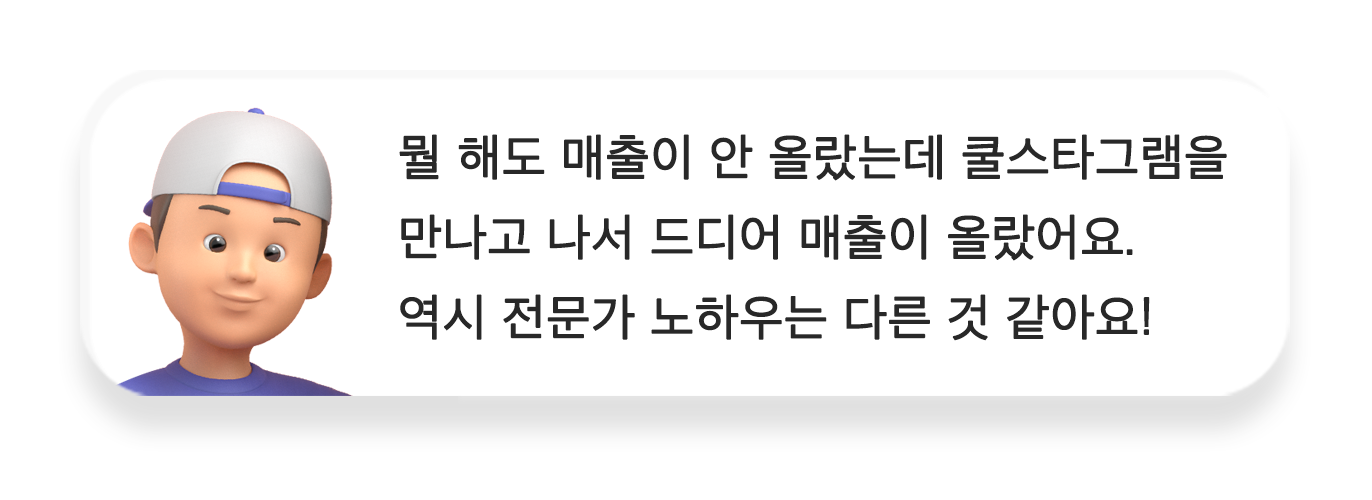 뭘 해도 매출이 안 올랐는데 쿨스타그램을
만나고 나서 드디어 매출이 올랐어요.
역시 전문가 노하우는 다른 것 같아요!